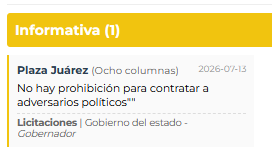 Informativa (1)
Plaza Juárez (Ocho columnas) 2026-07-13
No hay prohibición para contratar a
adversarios políticos""
Licitaciones | Gobierno del estado -
Gobernador